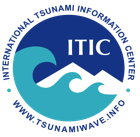 INTERNATIONAL TSUNAMI INFORMATION CENTER
ITIC
• WWW.TSUNAMIWAVE.INFO •